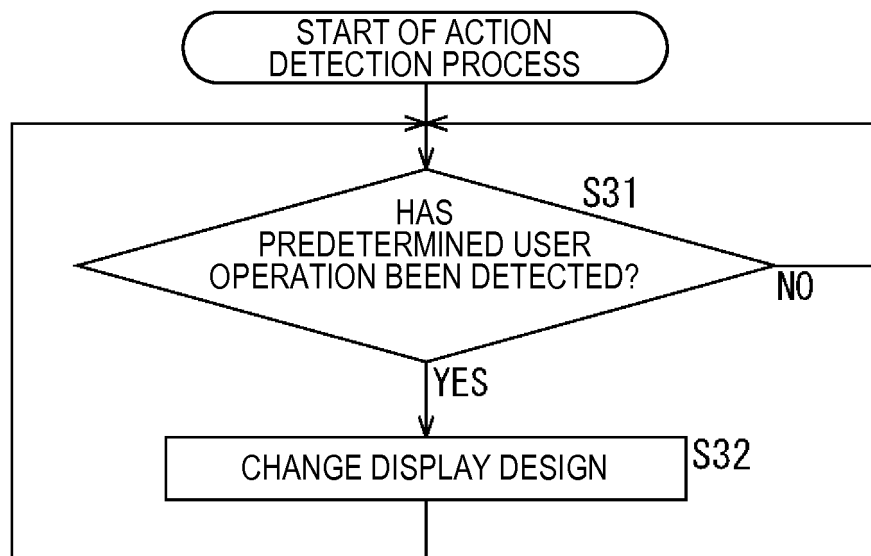 START OF ACTION
DETECTION PROCESS
S31
HAS
PREDETERMINED USER
OPERATION BEEN DETECTED?
NO
YES
CHANGE DISPLAY DESIGN
S32